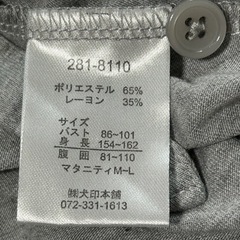 281-8110
ポリエステル 65%
レーヨン 35%
サイズ
バスト 86~101
身長 154~162
腹囲 81~110
マタニティM~L
㈱犬印本舗
072-331-1613